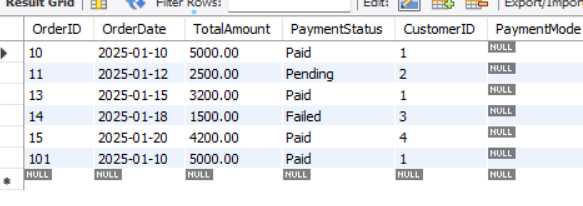 Result Grid Filter Rows: Edit: Export/Import
OrderID OrderDate TotalAmount PaymentStatus CustomerID PaymentMode
10 2025-01-10 5000.00 Paid 1 NULL
11 2025-01-12 2500.00 Pending 2 NULL
13 2025-01-15 3200.00 Paid 1 NULL
14 2025-01-18 1500.00 Failed 3 NULL
15 2025-01-20 4200.00 Paid 4 NULL
101 2025-01-10 5000.00 Paid 1 NULL
NULL NULL NULL NULL NULL NULL